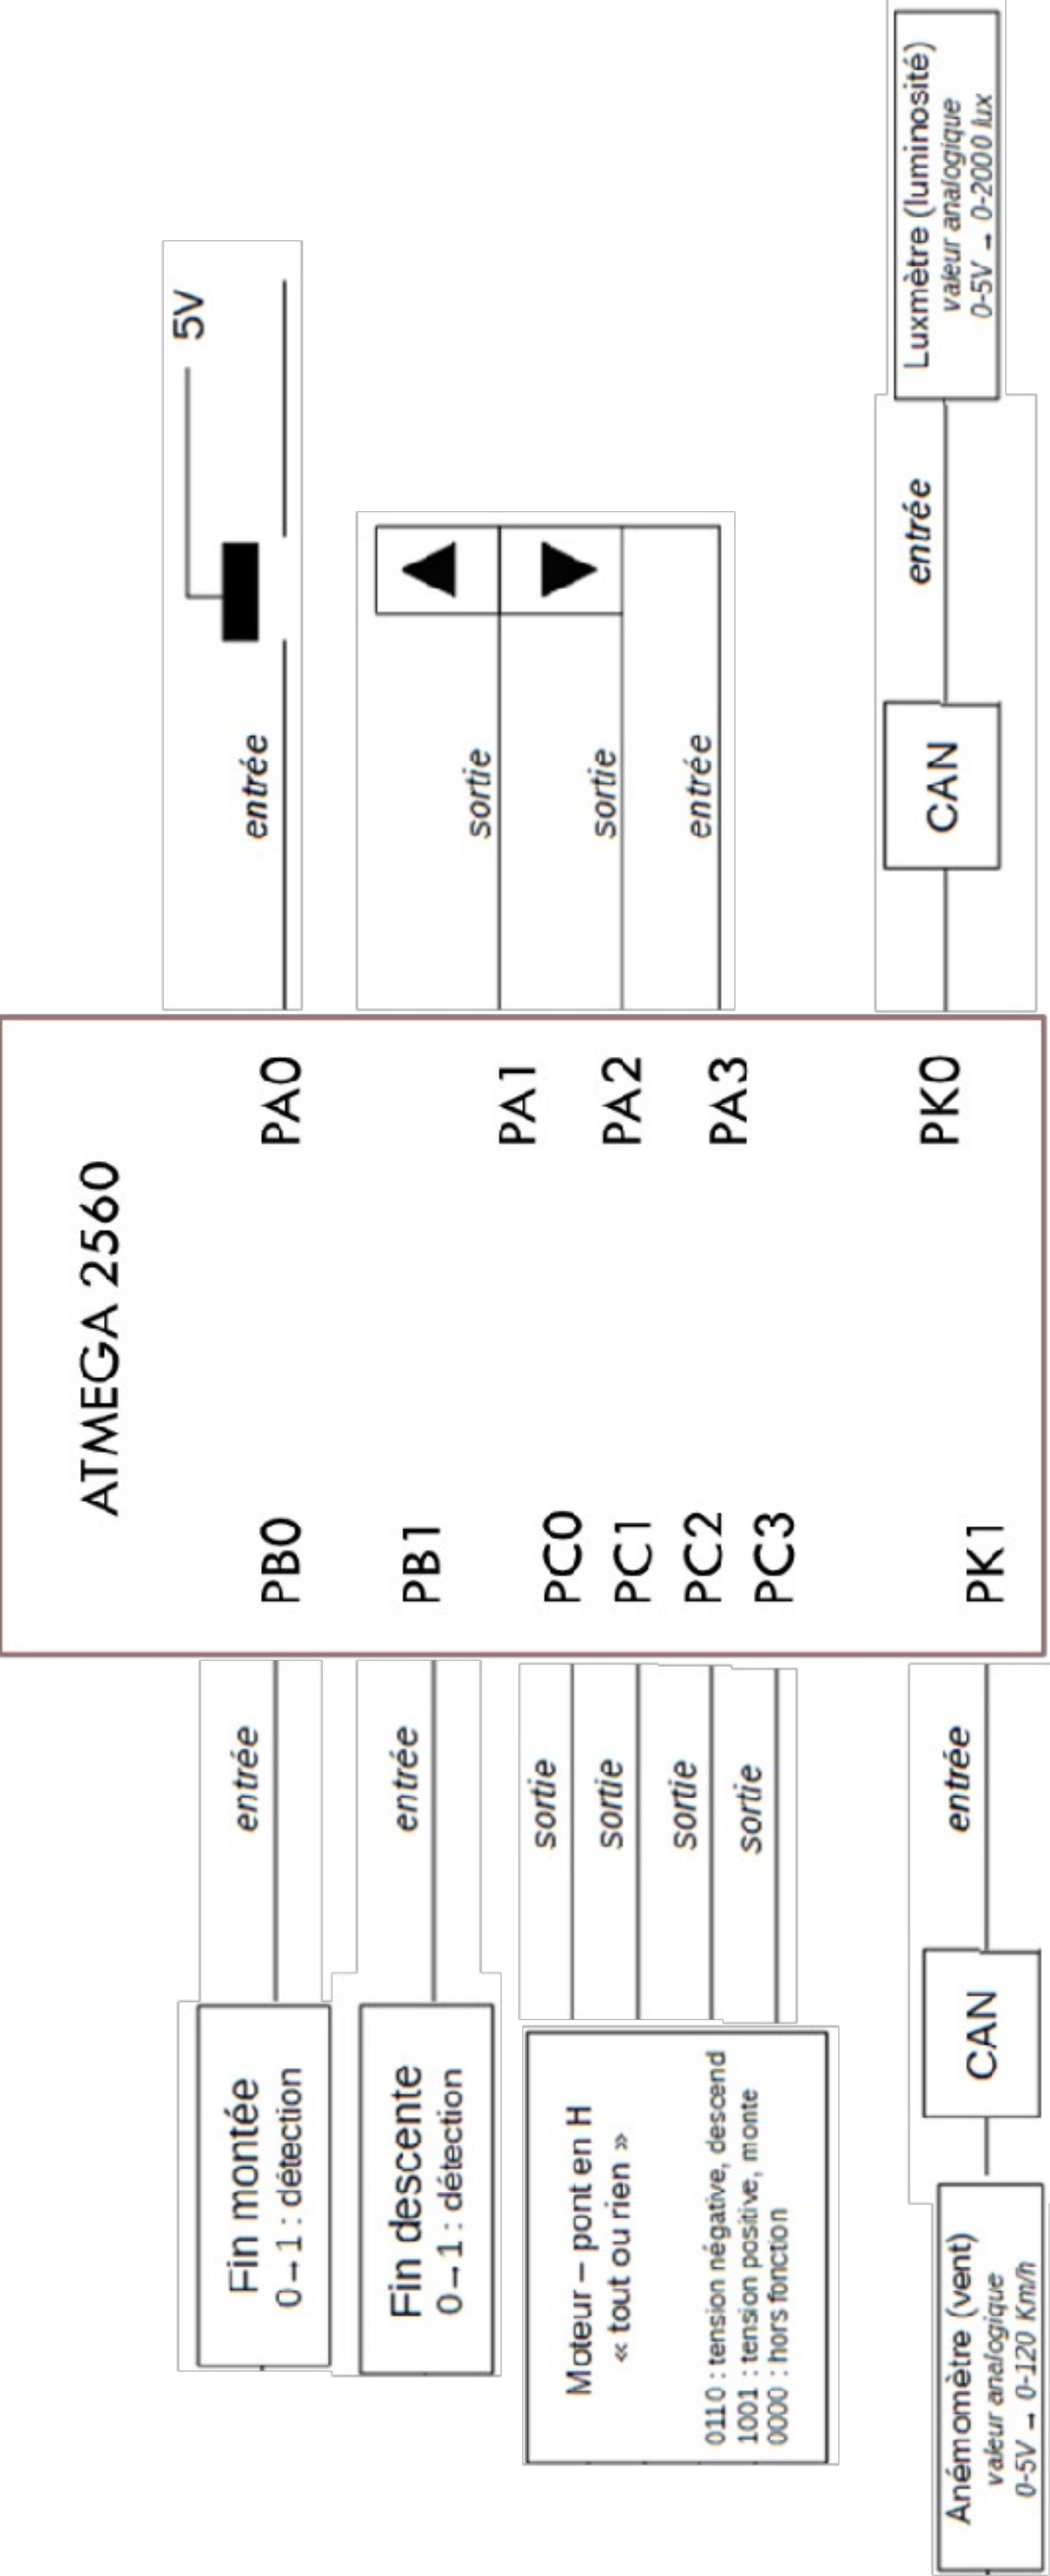 ATMEGA 2560
Fin montée
0→1 : détection
entrée
PB0
PA0
entrée
5V
Fin descente
0→1 : détection
entrée
PB1
Moteur – pont en H
« tout ou rien »
0110 : tension négative, descend
1001 : tension positive, monte
0000 : hors fonction
sortie
sortie
sortie
sortie
PC0
PC1
PC2
PC3
PA1
PA2
PA3
sortie
sortie
entrée
Anémomètre (vent)
valeur analogique
0-5V → 0-120 Km/h
CAN
entrée
PK1
PK0
CAN
entrée
Luxmètre (luminosité)
valeur analogique
0-5V → 0-2000 lux